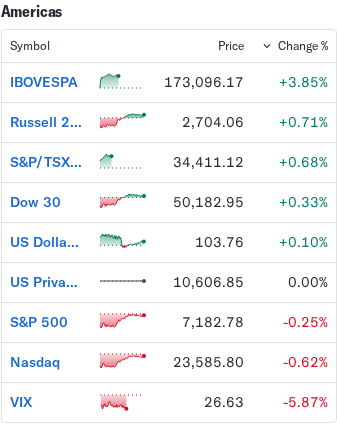 Americas
Symbol Price Change %
IBOVESPA 173,096.17 +3.85%
Russell 2... 2,704.06 +0.71%
S&P/TSX... 34,411.12 +0.68%
Dow 30 50,182.95 +0.33%
US Dolla... 103.76 +0.10%
US Priva... 10,606.85 0.00%
S&P 500 7,182.78 -0.25%
Nasdaq 23,585.80 -0.62%
VIX 26.63 -5.87%